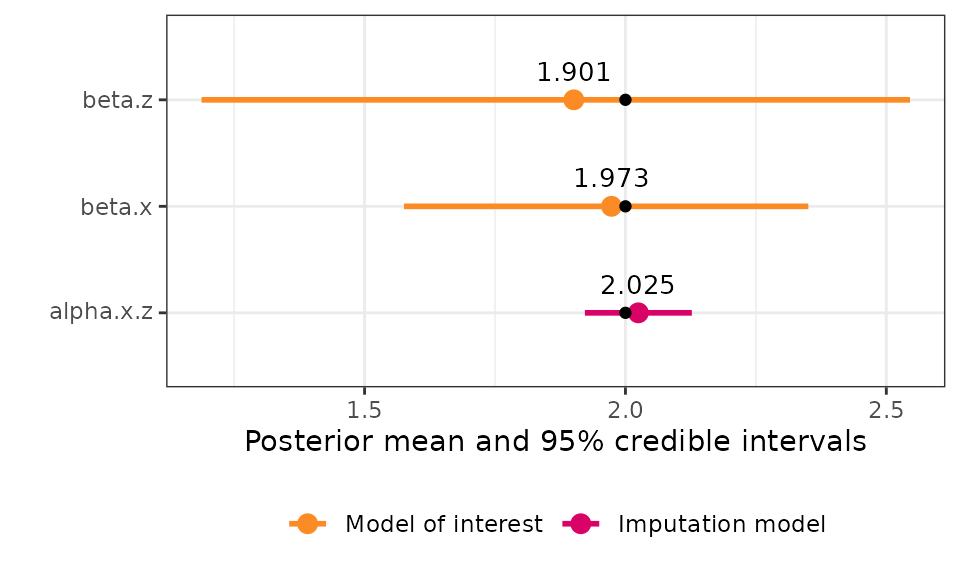 1.901
beta.z
1.973
beta.x
2.025
alpha.x.z
1.5 2.0 2.5
Posterior mean and 95% credible intervals
Model of interest Imputation model